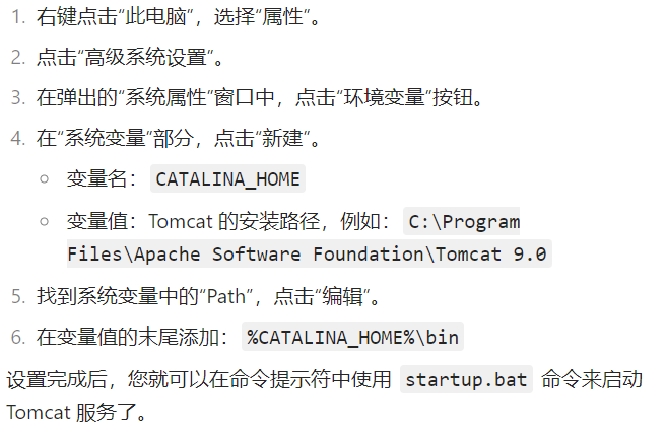 1. 右键点击“此电脑”，选择“属性”。
2. 点击“高级系统设置”。
3. 在弹出的“系统属性”窗口中，点击“环境变量”按钮。
4. 在“系统变量”部分，点击“新建”。
变量名：CATALINA_HOME
变量值：Tomcat 的安装路径，例如：C:\Program
Files\Apache Software Foundation\Tomcat 9.0
5. 找到系统变量中的“Path”，点击“编辑”。
6. 在变量值的末尾添加：%CATALINA_HOME%\bin
设置完成后，您就可以在命令提示符中使用 startup.bat 命令来启动
Tomcat 服务了。